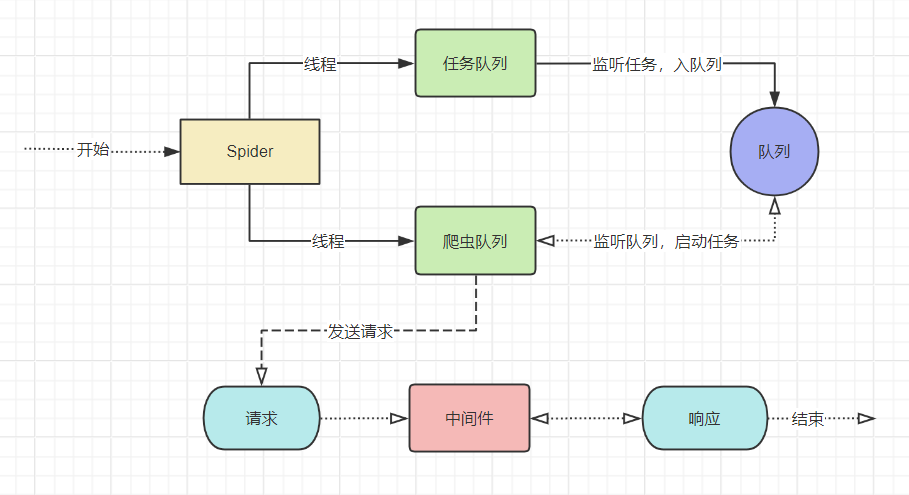 线程
任务队列
监听任务，入队列
开始
Spider
队列
线程
爬虫队列
监听队列，启动任务
发送请求
请求
中间件
响应
结束